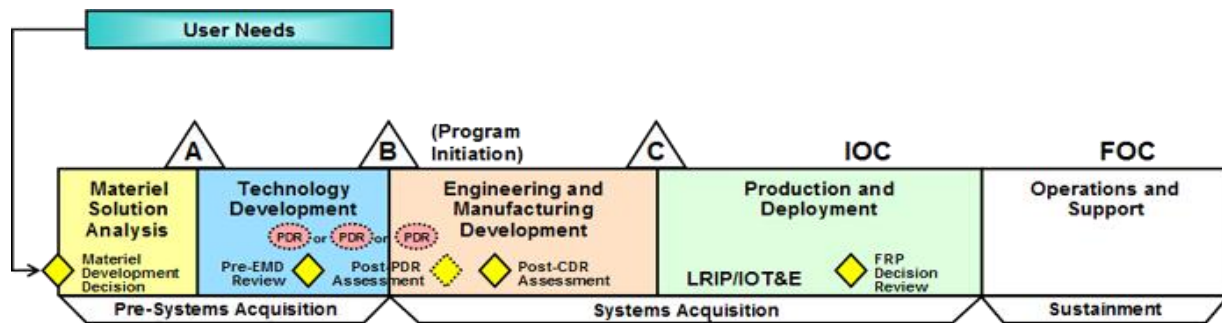 User Needs
A
B
(Program
Initiation)
C
IOC
FOC
Materiel
Solution
Analysis
Technology
Development
Engineering and
Manufacturing
Development
Production and
Deployment
Operations and
Support
PDR or PDR or PDR
Materiel
Development
Decision
Pre-EMD
Review
Post-PDR
Assessment
Post-CDR
Assessment
LRIP/IOT&E
FRP
Decision
Review
Pre-Systems Acquisition
Systems Acquisition
Sustainment